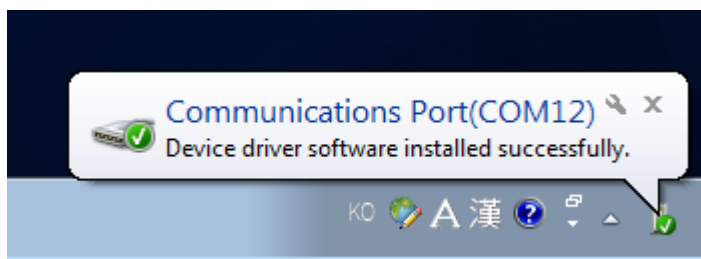 Communications Port(COM12)
Device driver software installed successfully.
KO A 漢 ?